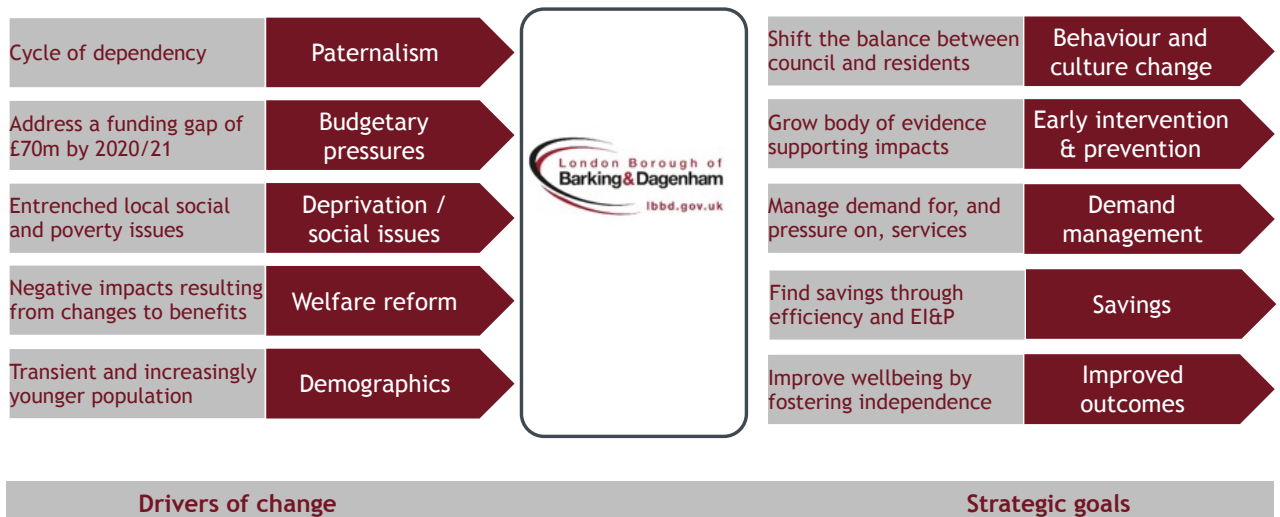 Cycle of dependency
Paternalism
Address a funding gap of
£70m by 2020/21
Budgetary
pressures
Entrenched local social
and poverty issues
Deprivation /
social issues
Negative impacts resulting
from changes to benefits
Welfare reform
Transient and increasingly
younger population
Demographics
London Borough of
Barking&Dagenham
lbbd.gov.uk
Shift the balance between
council and residents
Behaviour and
culture change
Grow body of evidence
supporting impacts
Early intervention
& prevention
Manage demand for, and
pressure on, services
Demand
management
Find savings through
efficiency and EI&P
Savings
Improve wellbeing by
fostering independence
Improved
outcomes
Drivers of change
Strategic goals